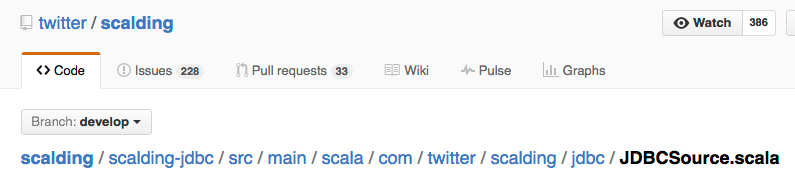 twitter / scalding Watch 386
Code Issues 228 Pull requests 33 Wiki Pulse Graphs
Branch: develop
scalding / scalding-jdbc / src / main / scala / com / twitter / scalding / jdbc / JDBCSource.scala